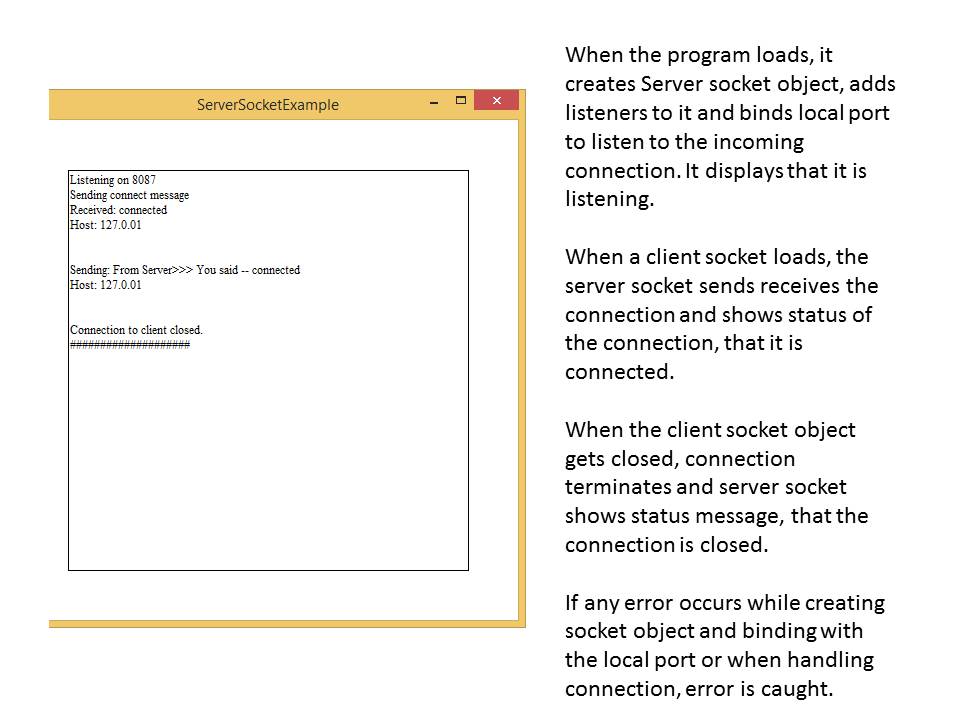 ServerSocketExample
Listening on 8087
Sending connect message
Received: connected
Host: 127.0.01
Sending: From Server>>> You said -- connected
Host: 127.0.01
Connection to client closed.
####################
When the program loads, it
creates Server socket object, adds
listeners to it and binds local port
to listen to the incoming
connection. It displays that it is
listening.
When a client socket loads, the
server socket sends receives the
connection and shows status of
the connection, that it is
connected.
When the client socket object
gets closed, connection
terminates and server socket
shows status message, that the
connection is closed.
If any error occurs while creating
socket object and binding with
the local port or when handling
connection, error is caught.